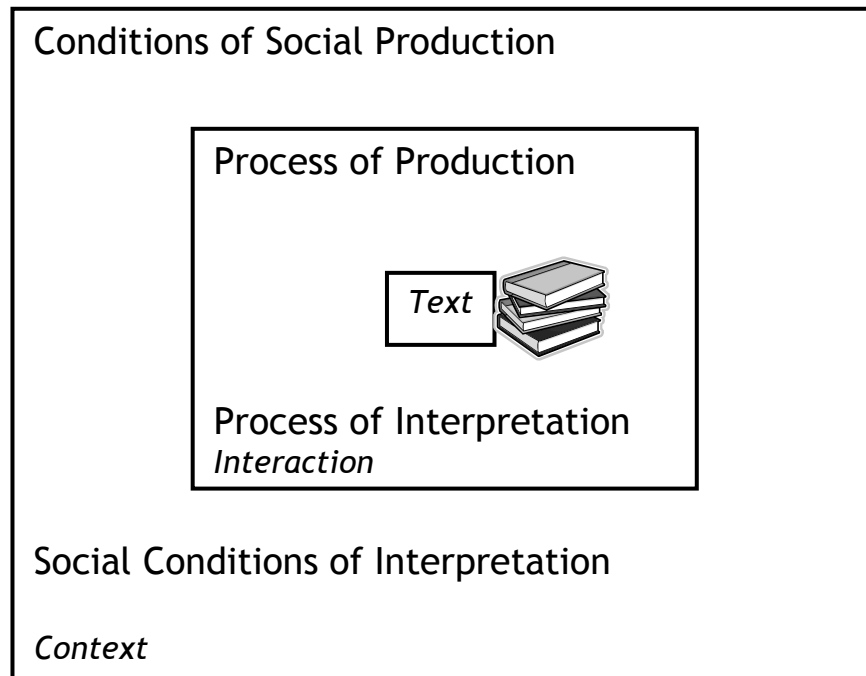 Conditions of Social Production
Process of Production
Text
Process of Interpretation
Interaction
Social Conditions of Interpretation
Context